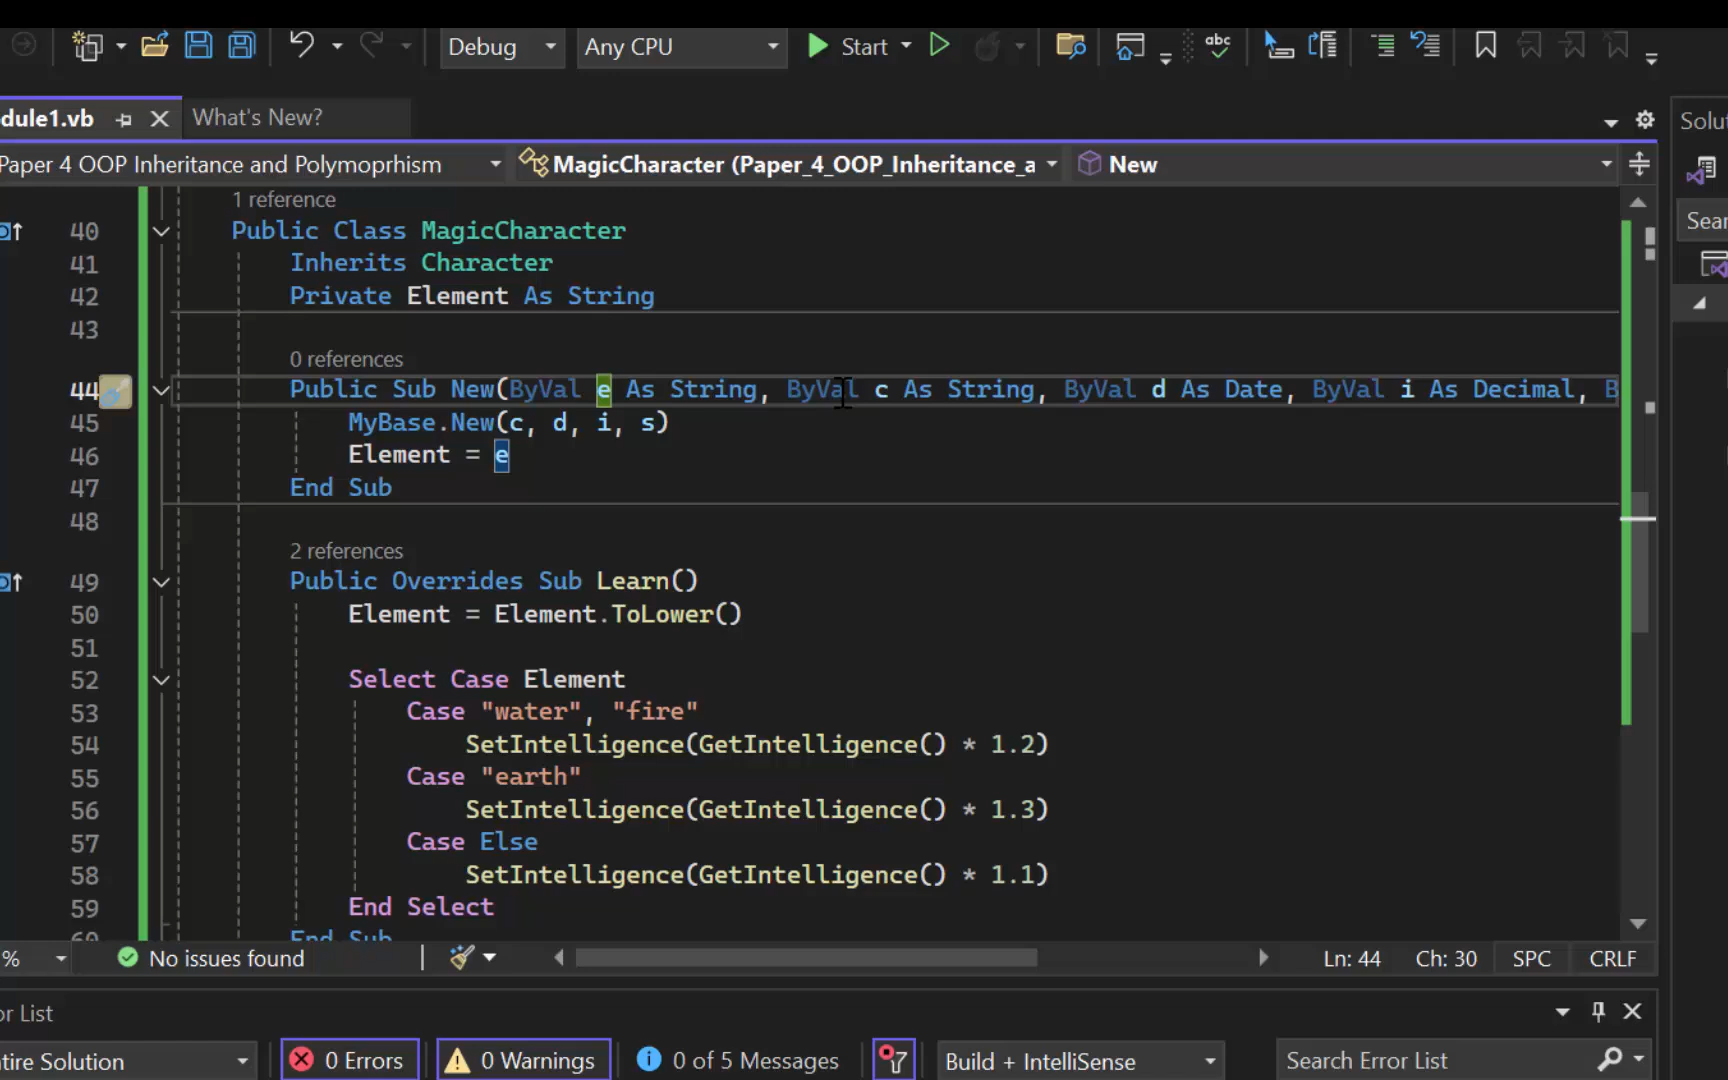 Debug Any CPU Start abc
dule1.vb What's New? Solut
Paper 4 OOP Inheritance and Polymoprhism MagicCharacter (Paper_4_OOP_Inheritance_a New
Sear
1 reference
40 Public Class MagicCharacter
41 Inherits Character
42 Private Element As String
43
0 references
44 Public Sub New(ByVal e As String, ByVal c As String, ByVal d As Date, ByVal i As Decimal, B
45 MyBase.New(c, d, i, s)
46 Element = e
47 End Sub
48
2 references
49 Public Overrides Sub Learn()
50 Element = Element.ToLower()
51
52 Select Case Element
53 Case "water", "fire"
54 SetIntelligence(GetIntelligence() * 1.2)
55 Case "earth"
56 SetIntelligence(GetIntelligence() * 1.3)
57 Case Else
58 SetIntelligence(GetIntelligence() * 1.1)
59 End Select
60 End Sub
% No issues found Ln: 44 Ch: 30 SPC CRLF
or List
tire Solution 0 Errors 0 Warnings 0 of 5 Messages Build + IntelliSense Search Error List